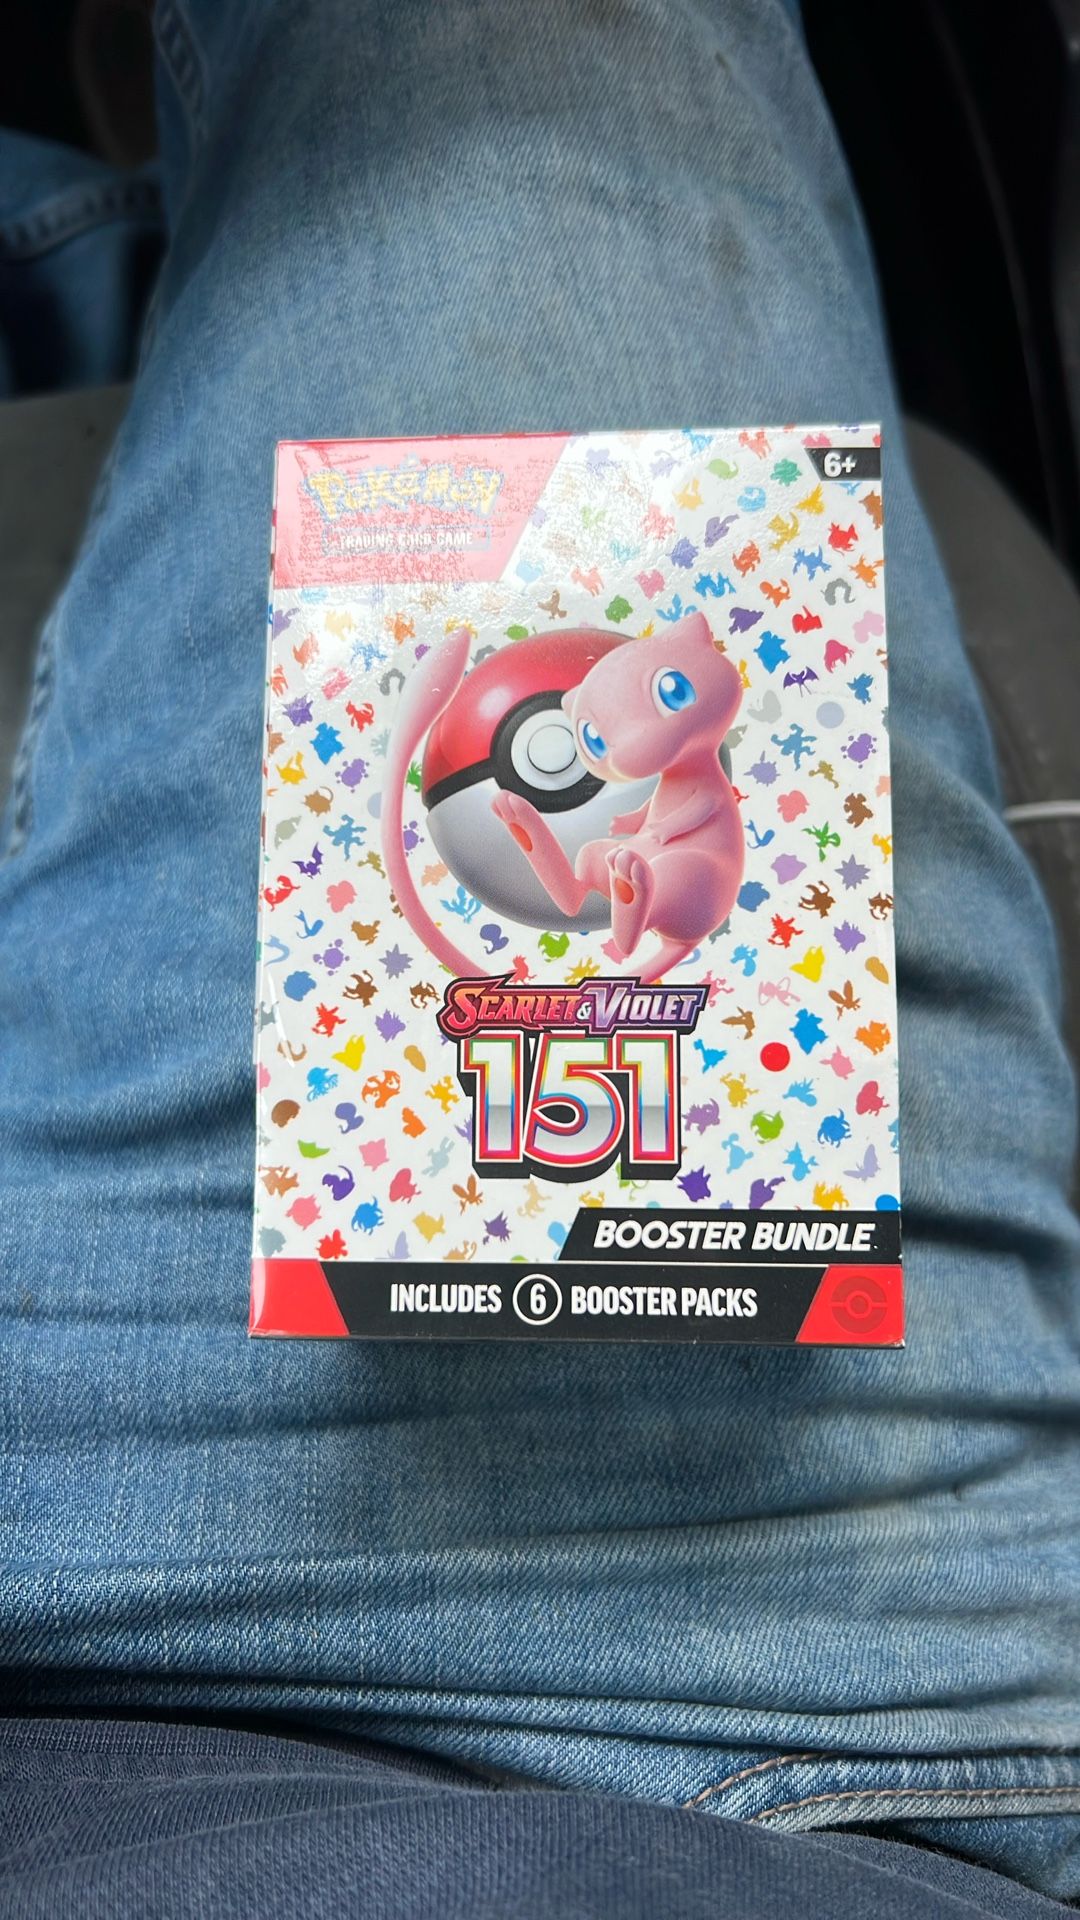 Pokémon
TRADING CARD GAME
6+
SCARLET & VIOLET
151
BOOSTER BUNDLE
INCLUDES 6 BOOSTER PACKS